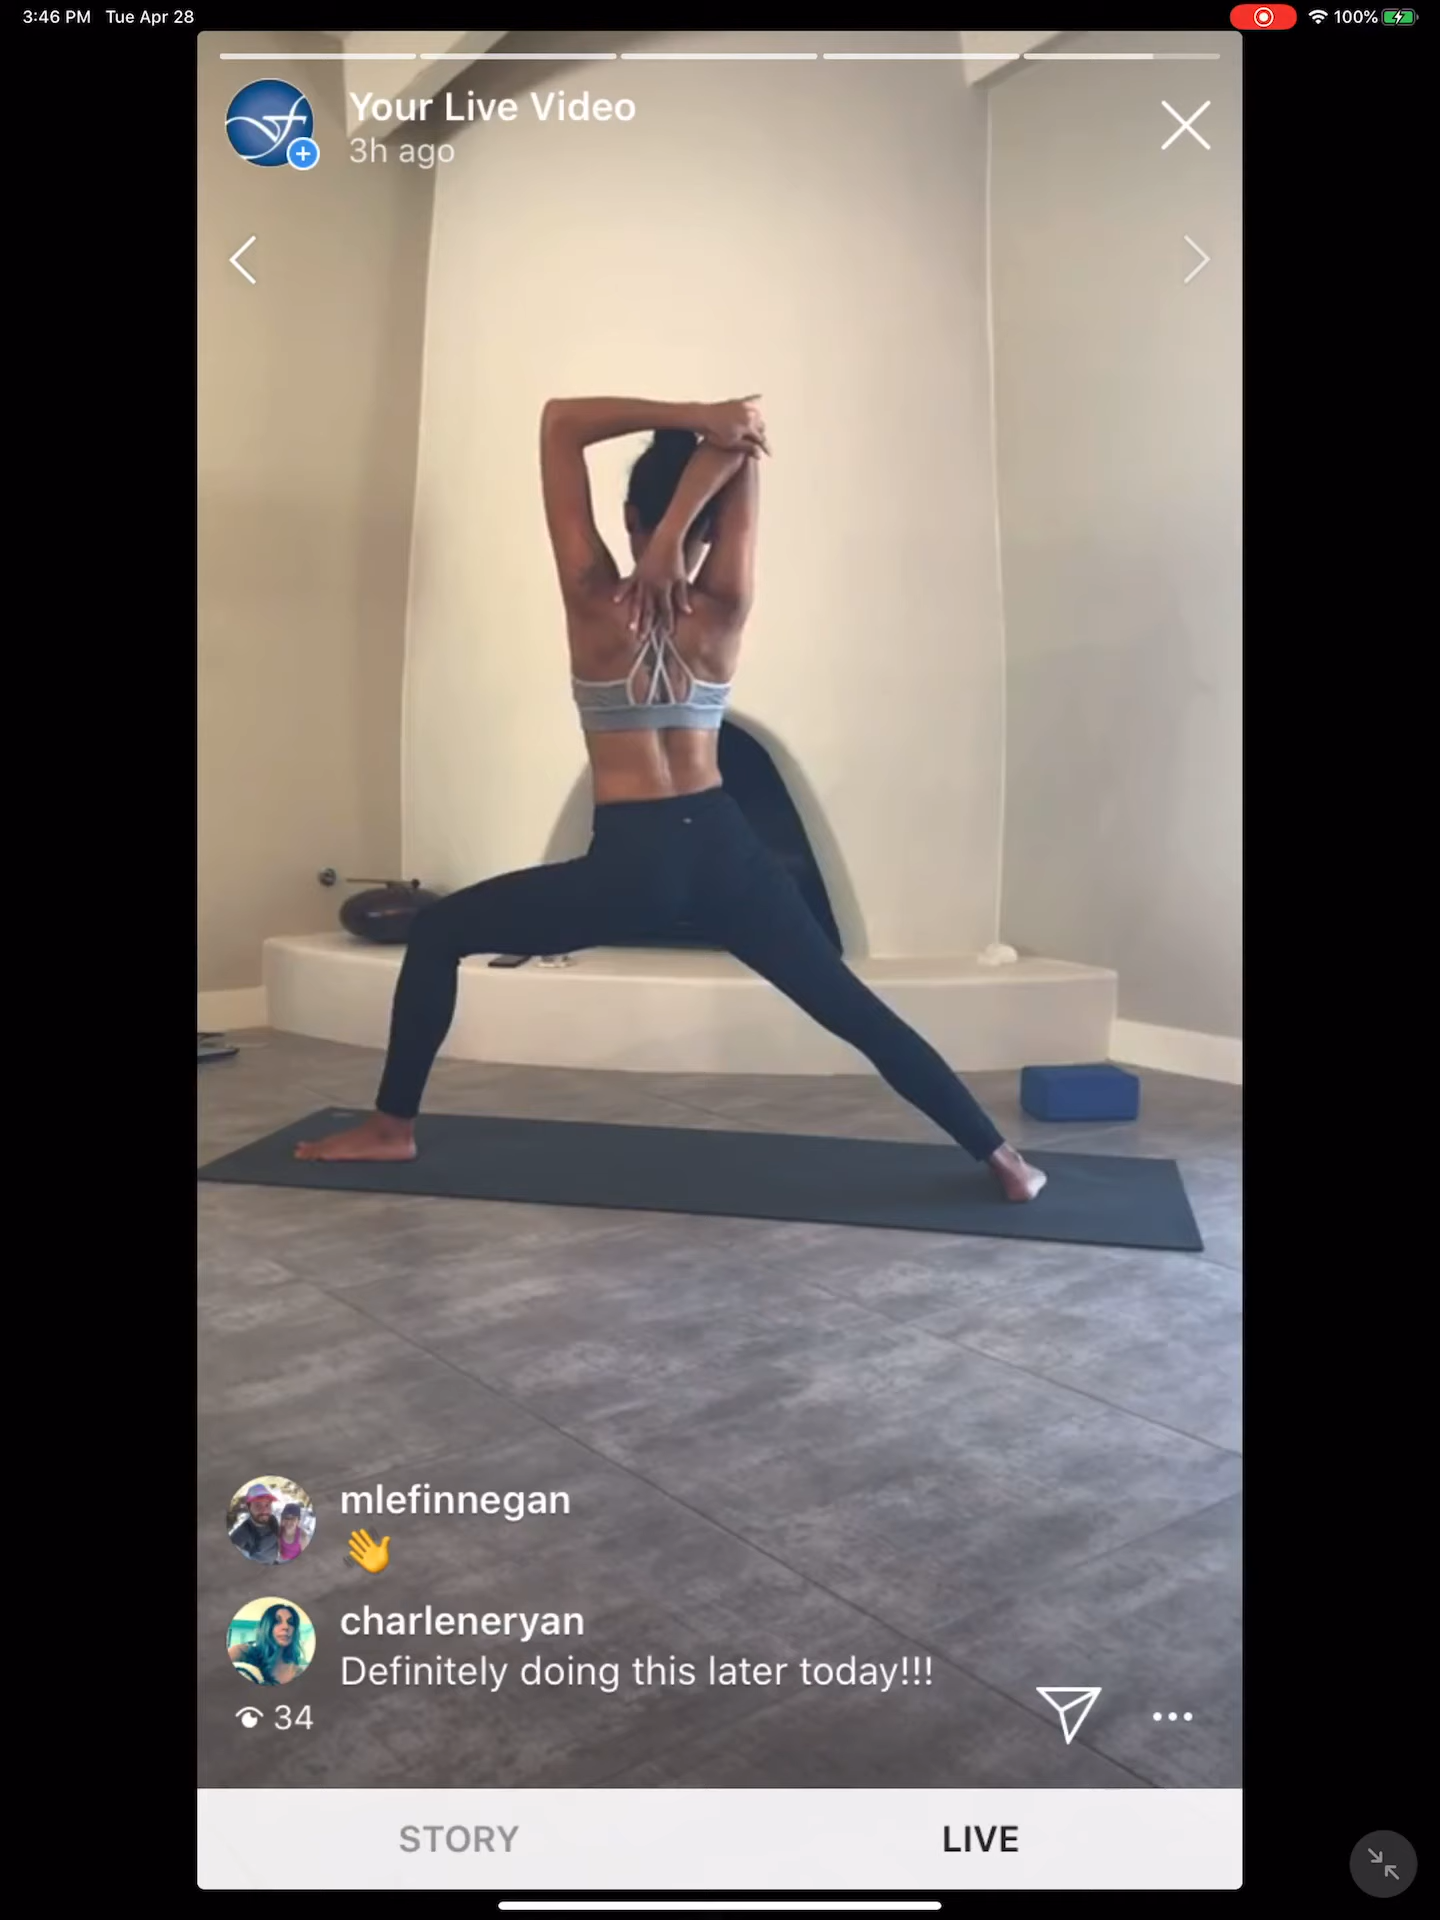 3:46 PM Tue Apr 28
100%
Your Live Video
3h ago
mlefinnegan
👋
charleneryan
Definitely doing this later today!!!
34
STORY
LIVE